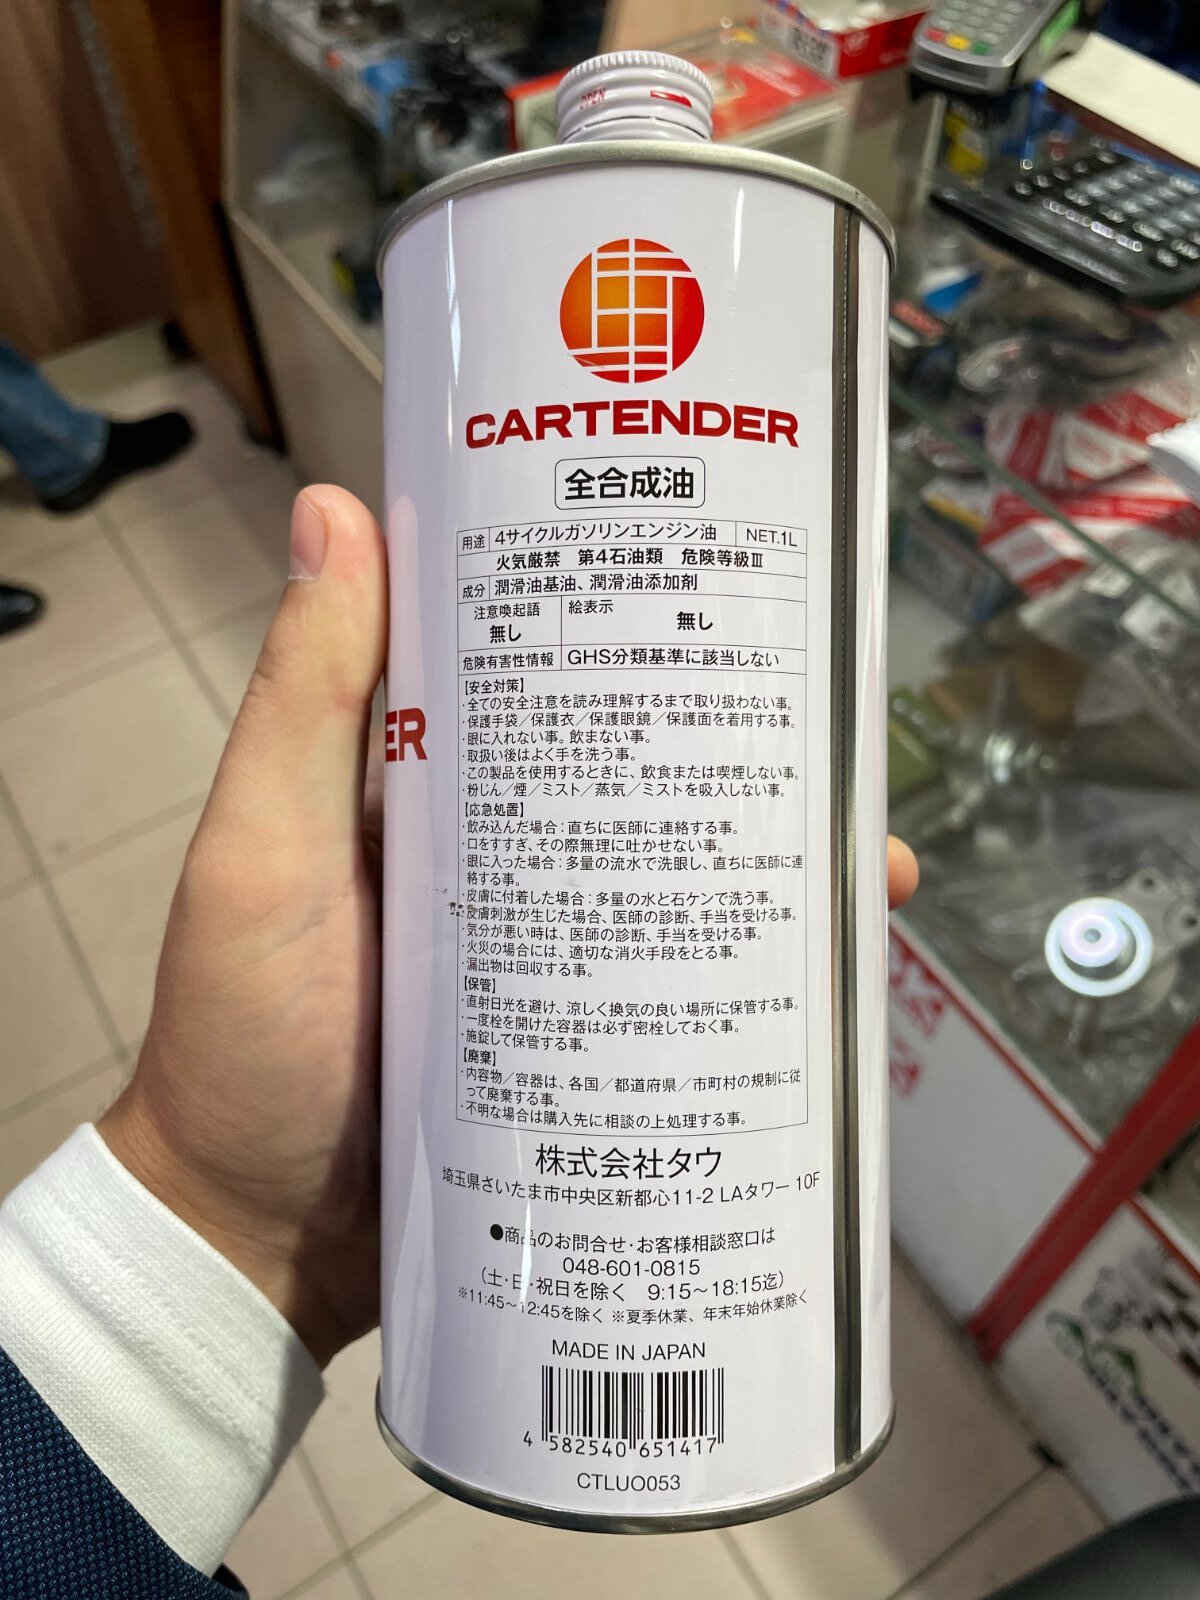 OPEN
CARTENDER
全合成油
用途 4サイクルガソリンエンジン油 NET.1L
火気厳禁 第4石油類 危険等級Ⅲ
成分 潤滑油基油、潤滑油添加剤
注意喚起語 絵表示
無し 無し
危険有害性情報 GHS分類基準に該当しない
【安全対策】
・全ての安全注意を読み理解するまで取り扱わない事。
・保護手袋／保護衣／保護眼鏡／保護面を着用する事。
・眼に入れない事。飲まない事。
・取扱い後はよく手を洗う事。
・この製品を使用するときに、飲食または喫煙しない事。
・粉じん／煙／ミスト／蒸気／ミストを吸入しない事。
【応急処置】
・飲み込んだ場合：直ちに医師に連絡する事。
・口をすすぎ、その際無理に吐かせない事。
・眼に入った場合：多量の流水で洗眼し、直ちに医師に連
絡する事。
・皮膚に付着した場合：多量の水と石ケンで洗う事。
・皮膚刺激が生じた場合、医師の診断、手当を受ける事。
・気分が悪い時は、医師の診断、手当を受ける事。
・火災の場合には、適切な消火手段をとる事。
・漏出物は回収する事。
【保管】
・直射日光を避け、涼しく換気の良い場所に保管する事。
・一度栓を開けた容器は必ず密栓しておく事。
・施錠して保管する事。
【廃棄】
・内容物／容器は、各国／都道府県／市町村の規制に従
って廃棄する事。
・不明な場合は購入先に相談の上処理する事。
株式会社タウ
埼玉県さいたま市中央区新都心11-2 LAタワー 10F
●商品のお問合せ・お客様相談窓口は
048-601-0815
（土・日・祝日を除く 9:15～18:15迄）
※11:45～12:45を除く ※夏季休業、年末年始休業除く
MADE IN JAPAN
4 582540 651417
CTLUO053
DER